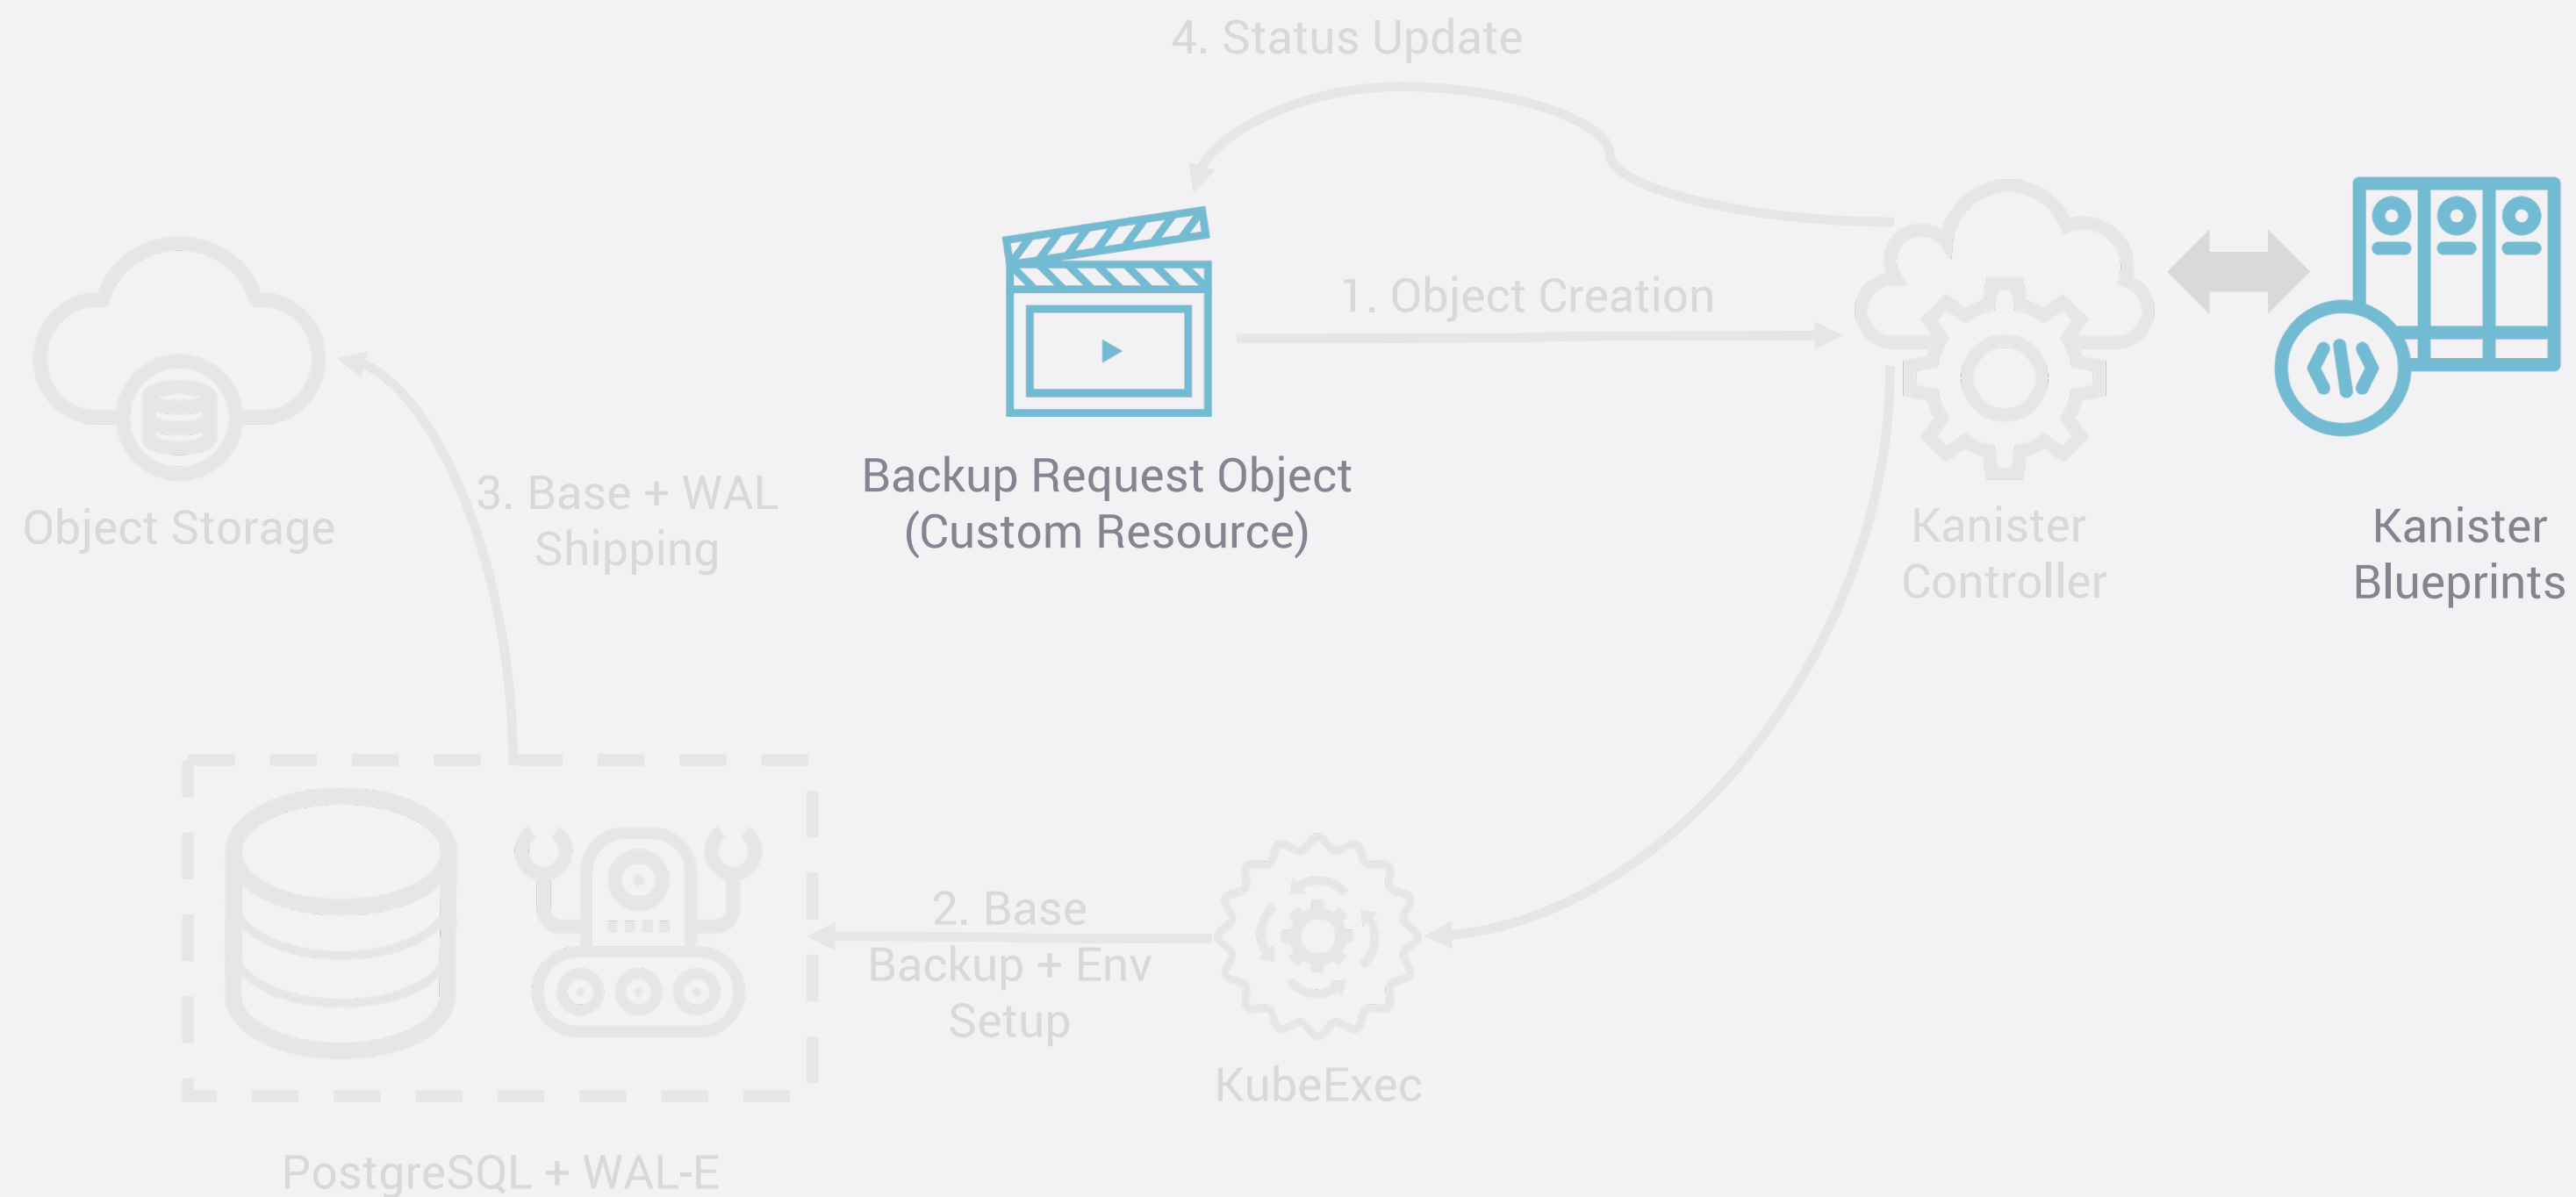 4. Status Update
1. Object Creation
Backup Request Object
(Custom Resource)
Kanister
Controller
Kanister
Blueprints
Object Storage
3. Base + WAL
Shipping
2. Base
Backup + Env
Setup
KubeExec
PostgreSQL + WAL-E